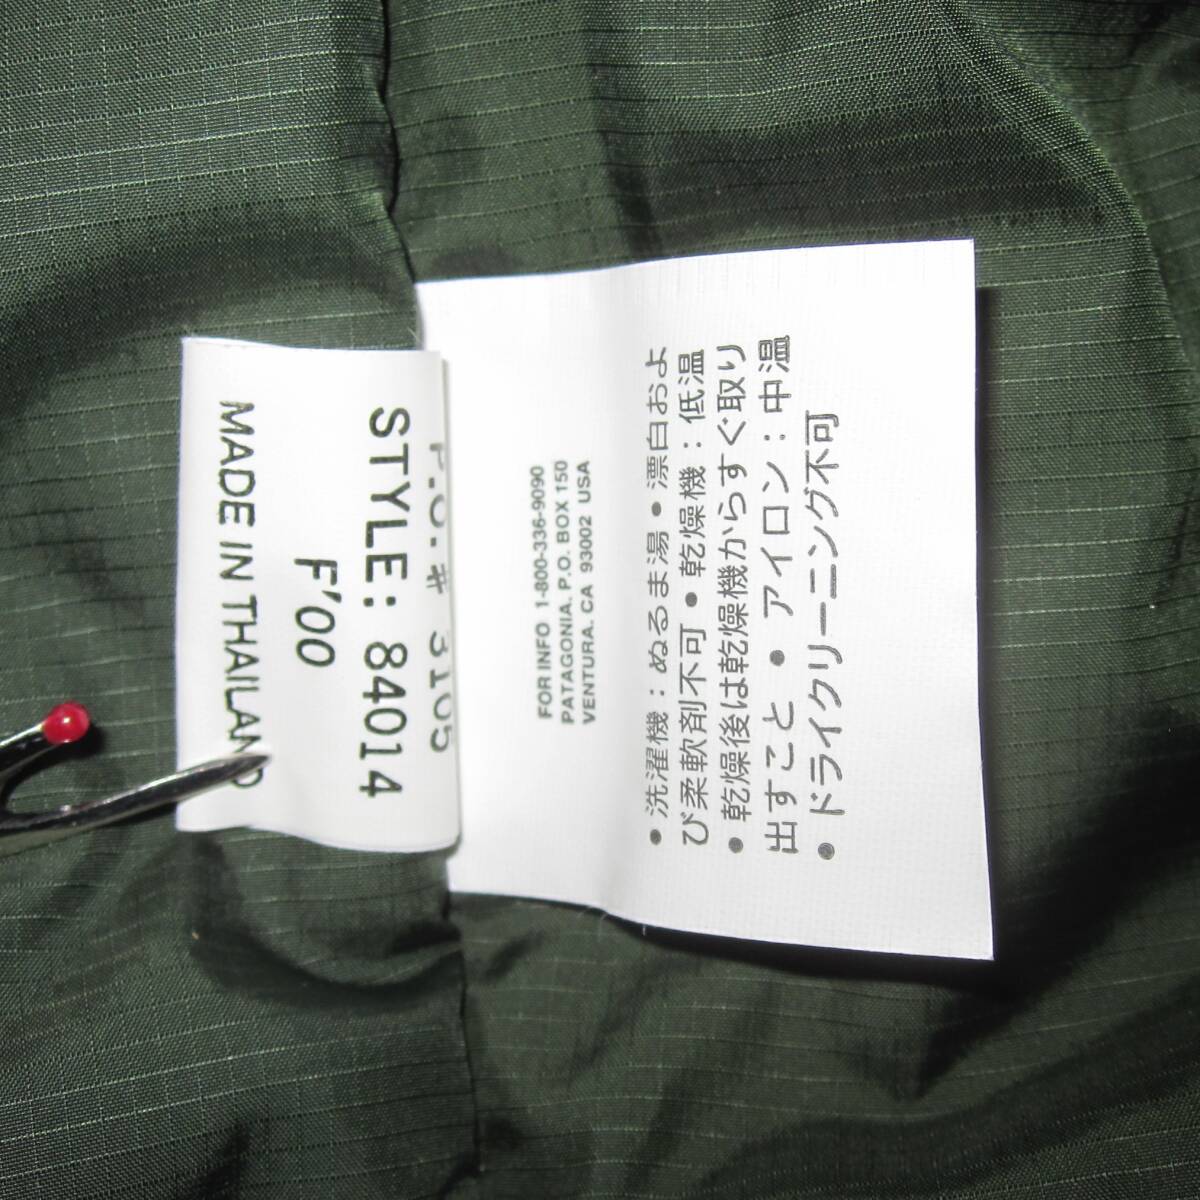 MADE IN THAILAND
F'00
STYLE: 84014
P.O.# 3105
FOR INFO 1-800-336-9090
PATAGONIA. P.O. BOX 150
VENTURA. CA 93002 USA
• 洗濯機：ぬるま湯 • 漂白およ
び柔軟剤不可 • 乾燥機：低温
• 乾燥後は乾燥機からすぐ取り
出すこと • アイロン：中温
• ドライクリーニング不可